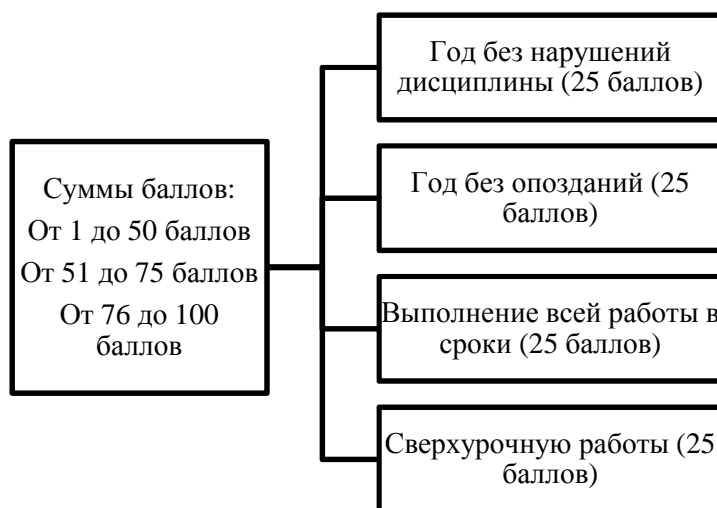 Суммы баллов:
От 1 до 50 баллов
От 51 до 75 баллов
От 76 до 100
баллов
Год без нарушений
дисциплины (25 баллов)
Год без опозданий (25
баллов)
Выполнение всей работы в
сроки (25 баллов)
Сверхурочную работы (25
баллов)